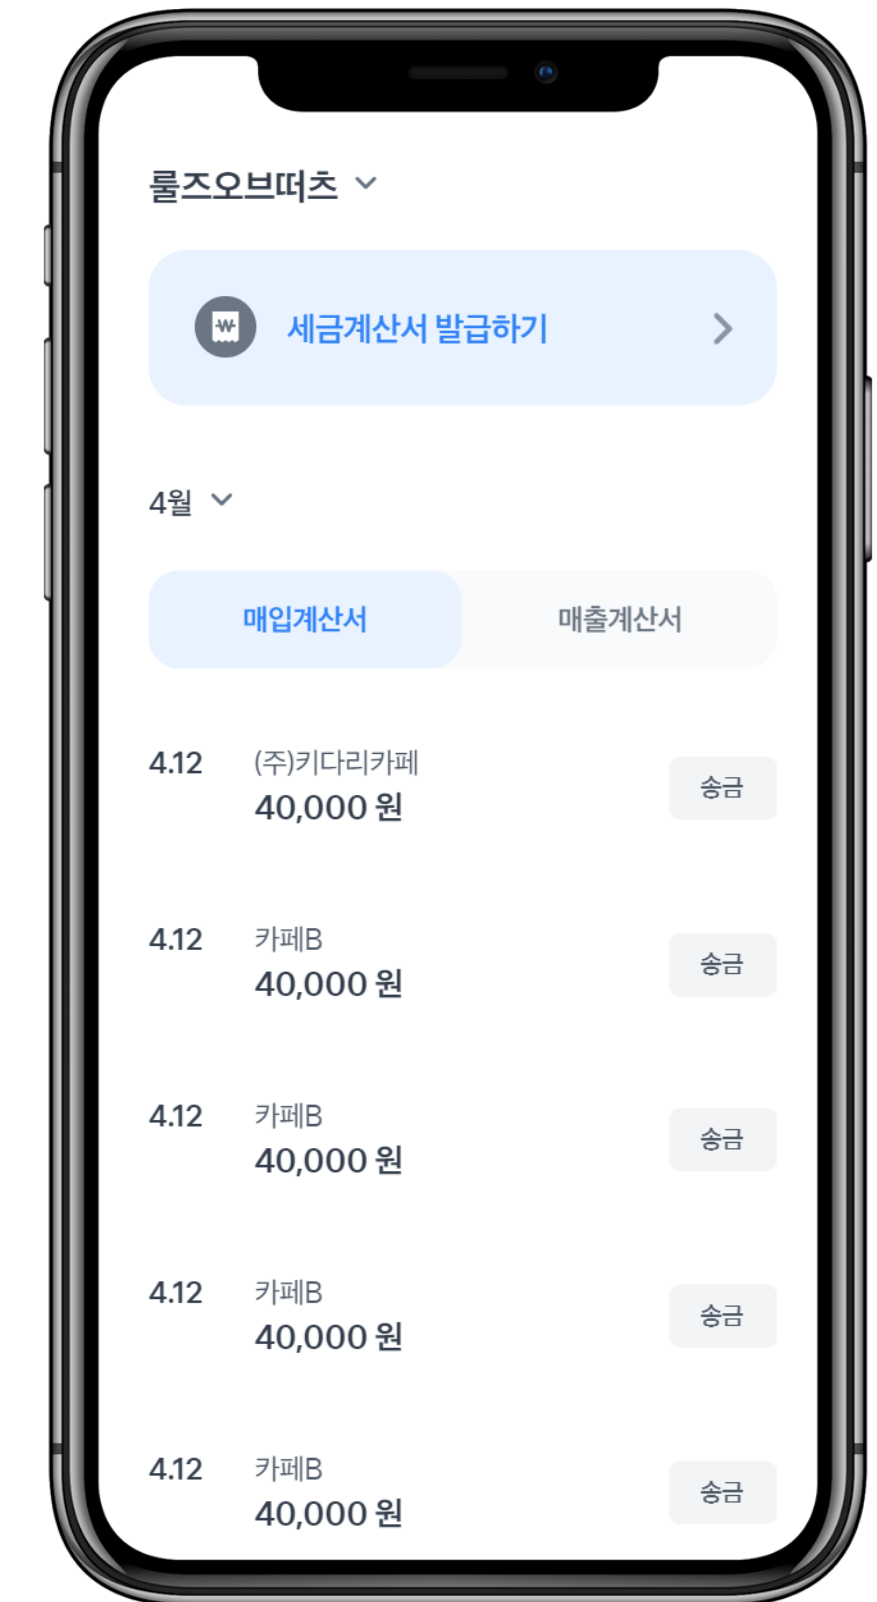 룰즈오브떠츠
세금계산서 발급하기
4월
매입계산서 매출계산서
4.12 (주)키다리카페
40,000 원 송금
4.12 카페B
40,000 원 송금
4.12 카페B
40,000 원 송금
4.12 카페B
40,000 원 송금
4.12 카페B
40,000 원 송금